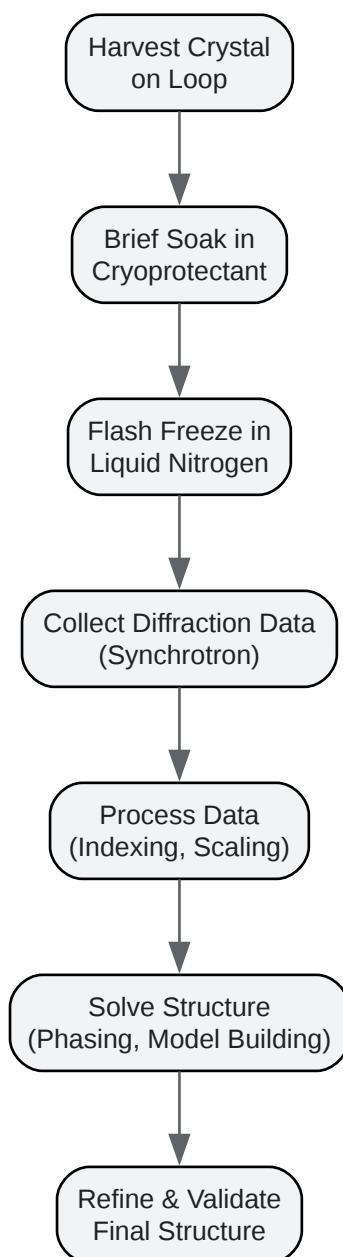 Harvest Crystal
on Loop
Brief Soak in
Cryoprotectant
Flash Freeze in
Liquid Nitrogen
Collect Diffraction Data
(Synchrotron)
Process Data
(Indexing, Scaling)
Solve Structure
(Phasing, Model Building)
Refine & Validate
Final Structure